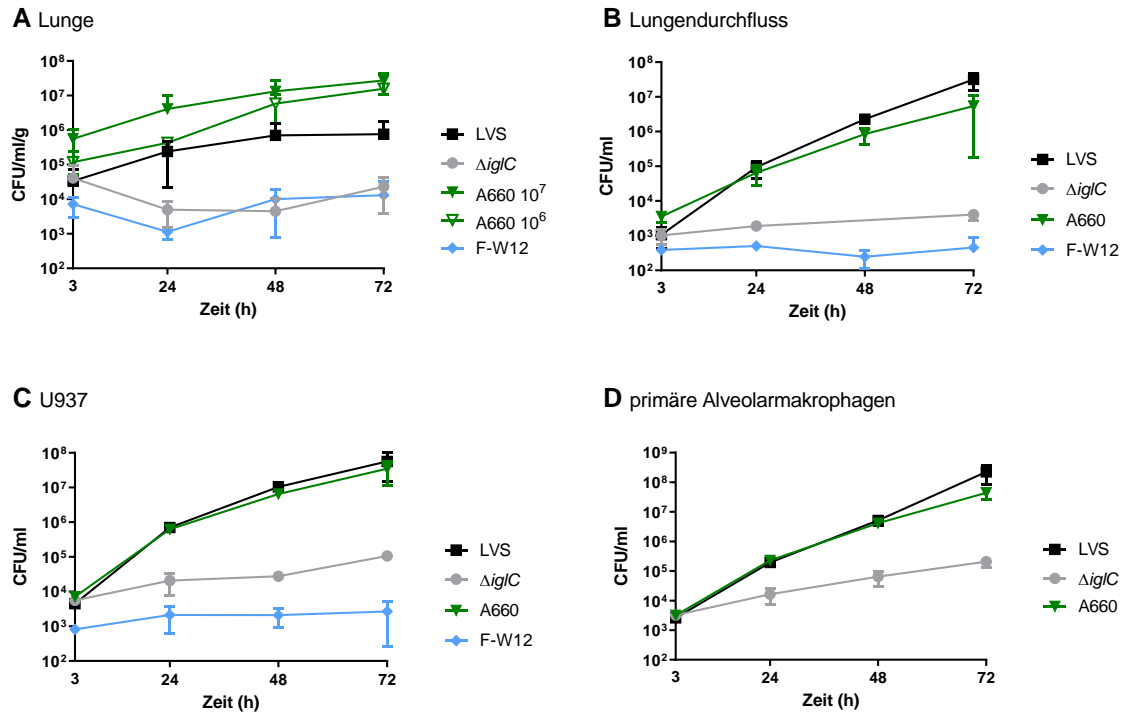 A Lunge
10⁸
10⁷
10⁶
10⁵
10⁴
10³
10²
CFU/ml/g
3 24 48 72
Zeit (h)
LVS
ΔiglC
A660 10⁷
A660 10⁶
F-W12
B Lungendurchfluss
10⁸
10⁷
10⁶
10⁵
10⁴
10³
10²
CFU/ml
3 24 48 72
Zeit (h)
LVS
ΔiglC
A660
F-W12
C U937
10⁸
10⁷
10⁶
10⁵
10⁴
10³
10²
CFU/ml
3 24 48 72
Zeit (h)
LVS
ΔiglC
A660
F-W12
D primäre Alveolarmakrophagen
10⁹
10⁸
10⁷
10⁶
10⁵
10⁴
10³
10²
CFU/ml
3 24 48 72
Zeit (h)
LVS
ΔiglC
A660